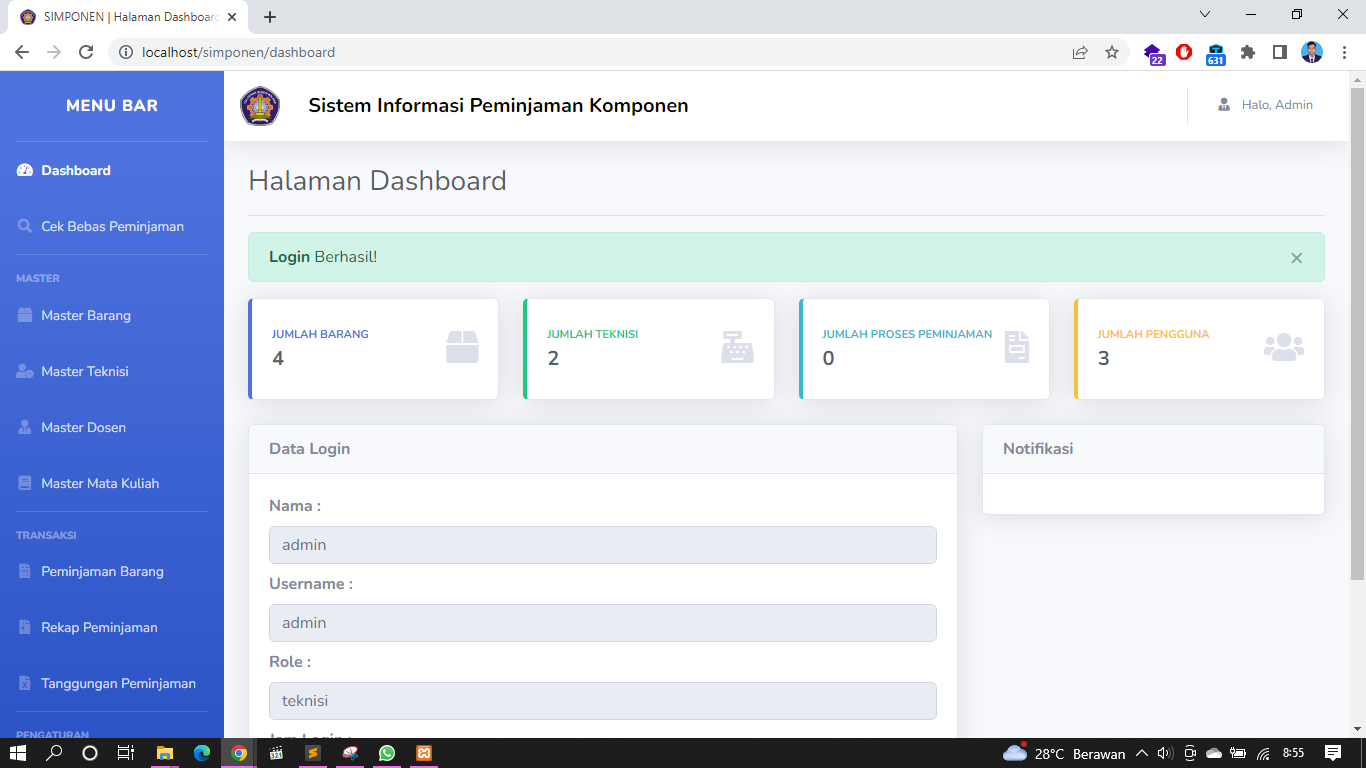 SIMPONEN | Halaman Dashboard
localhost/simponen/dashboard
22
631
MENU BAR
Sistem Informasi Peminjaman Komponen
Halo, Admin
Dashboard
Cek Bebas Peminjaman
MASTER
Master Barang
Master Teknisi
Master Dosen
Master Mata Kuliah
TRANSAKSI
Peminjaman Barang
Rekap Peminjaman
Tanggungan Peminjaman
PENGATURAN
Halaman Dashboard
Login Berhasil!
JUMLAH BARANG
4
JUMLAH TEKNISI
2
JUMLAH PROSES PEMINJAMAN
0
JUMLAH PENGGUNA
3
Data Login
Nama :
admin
Username :
admin
Role :
teknisi
Jam Login :
Notifikasi
28°C Berawan
8:55